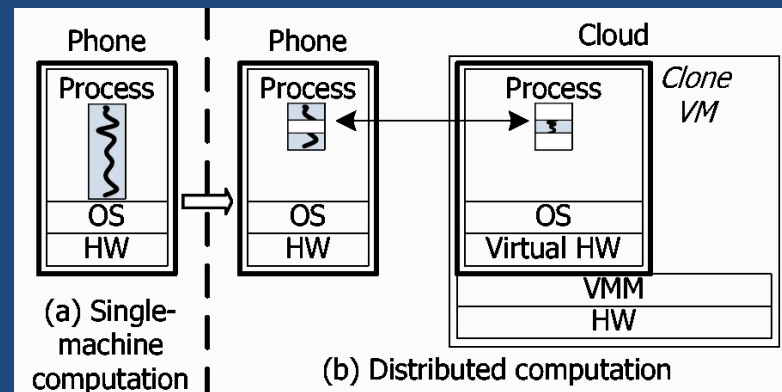 Phone
Process
OS
HW
(a) Single-
machine
computation
Phone
Process
OS
HW
Cloud
Clone
VM
Process
OS
Virtual HW
VMM
HW
(b) Distributed computation